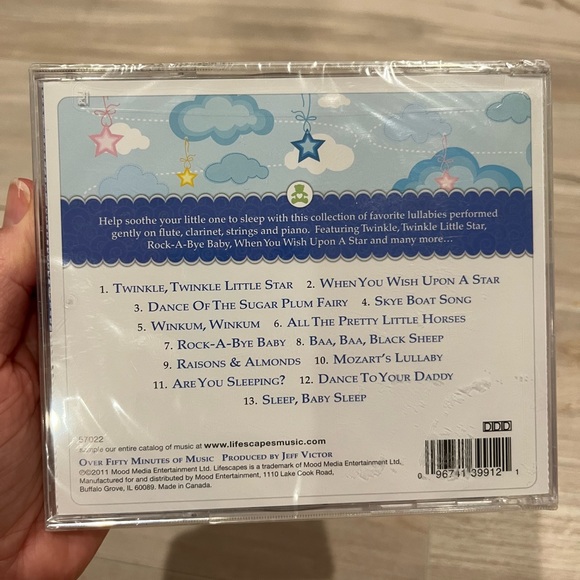 Help soothe your little one to sleep with this collection of favorite lullabies performed
gently on flute, clarinet, strings and piano. Featuring Twinkle, Twinkle Little Star,
Rock-A-Bye Baby, When You Wish Upon A Star and many more...
1. Twinkle, Twinkle Little Star 2. When You Wish Upon A Star
3. Dance Of The Sugar Plum Fairy 4. Skye Boat Song
5. Winkum, Winkum 6. All The Pretty Little Horses
7. Rock-A-Bye Baby 8. Baa, Baa, Black Sheep
9. Raisons & Almonds 10. Mozart's Lullaby
11. Are You Sleeping? 12. Dance To Your Daddy
13. Sleep, Baby Sleep
57022 DDD
our entire catalog of music at www.lifescapesmusic.com
Over Fifty Minutes of Music Produced by Jeff Victor
℗©2011 Mood Media Entertainment Ltd. Lifescapes is a trademark of Mood Media Entertainment Ltd.
Manufactured for and distributed by Mood Entertainment, 1110 Lake Cook Road,
Buffalo Grove, IL 60089. Made in Canada.
0 96741 39912 1